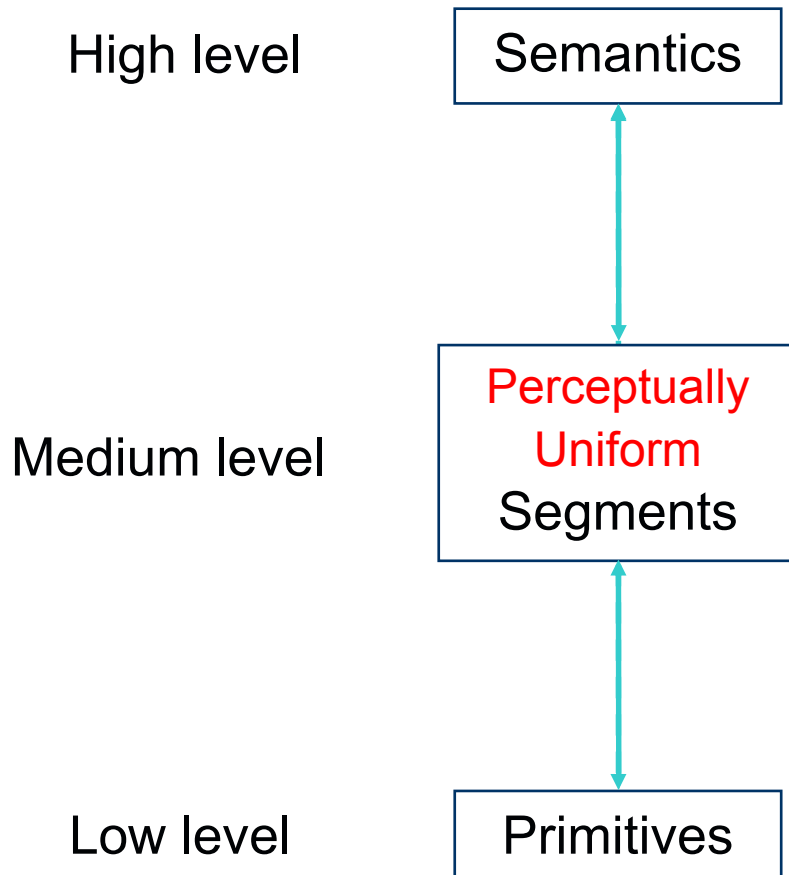 High level
Semantics
Medium level
Perceptually
Uniform
Segments
Low level
Primitives